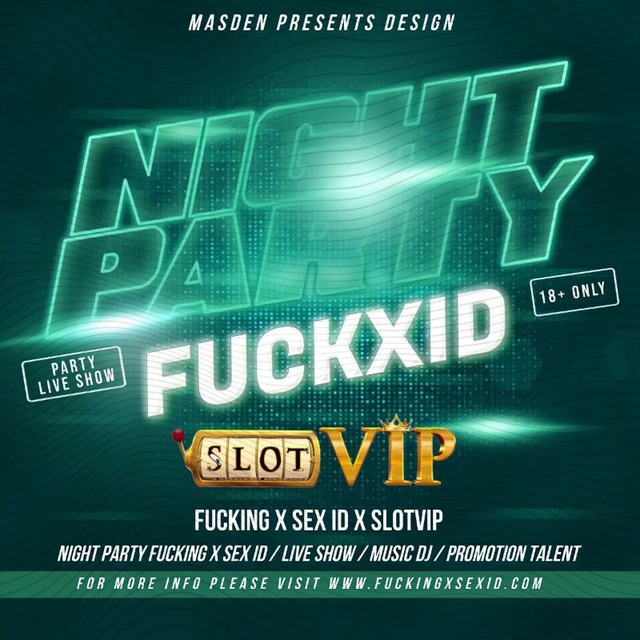 MASDEN PRESENTS DESIGN
NIGHT
PARTY
18+ ONLY
FUCKXID
PARTY
LIVE SHOW
SLOT VIP
FUCKING X SEX ID X SLOTVIP
NIGHT PARTY FUCKING X SEX ID / LIVE SHOW / MUSIC DJ / PROMOTION TALENT
FOR MORE INFO PLEASE VISIT WWW.FUCKINGXSEXID.COM